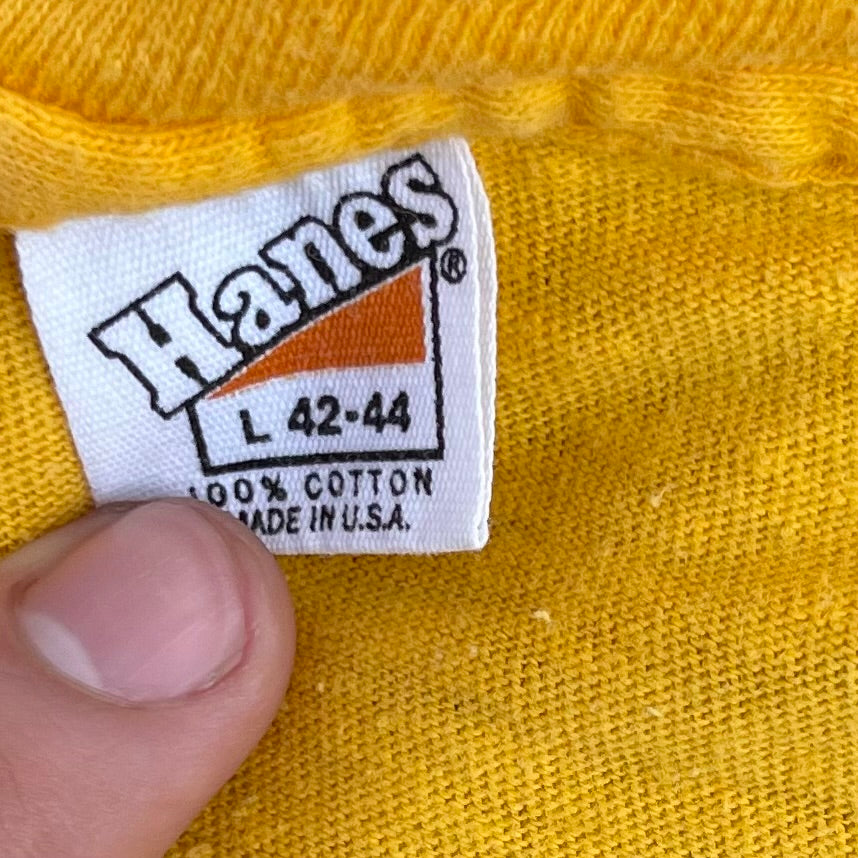 Hanes®
L 42-44
100% COTTON
MADE IN U.S.A.